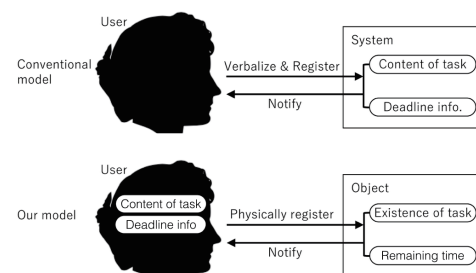 User
System
Conventional
model
Verbalize & Register
Content of task
Notify
Deadline info.
User
Object
Our model
Content of task
Deadline info
Physically register
Existence of task
Notify
Remaining time